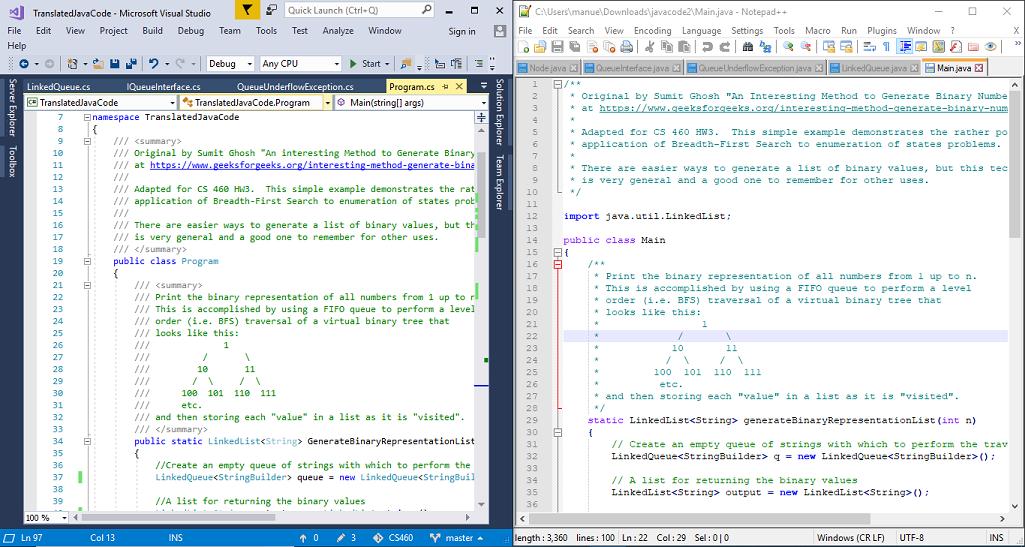 TranslatedJavaCode - Microsoft Visual Studio
Quick Launch (Ctrl+Q)
File Edit View Project Build Debug Team Tools Test Analyze Window Sign in
Help
Debug Any CPU Start
Server Explorer
Toolbox
LinkedQueue.cs IQueueInterface.cs QueueUnderflowException.cs Program.cs
TranslatedJavaCode TranslatedJavaCode.Program Main(string[] args)
7 namespace TranslatedJavaCode
8 {
9 /// <summary>
10 /// Original by Sumit Ghosh "An interesting Method to Generate Binary
11 /// at https://www.geeksforgeeks.org/interesting-method-generate-bina
12 ///
13 /// Adapted for CS 460 HW3.  This simple example demonstrates the rat
14 /// application of Breadth-First Search to enumeration of states prob
15 ///
16 /// There are easier ways to generate a list of binary values, but th
17 /// is very general and a good one to remember for other uses.
18 /// </summary>
19 public class Program
20 {
21 /// <summary>
22 /// Print the binary representation of all numbers from 1 up to n
23 /// This is accomplished by using a FIFO queue to perform a level
24 /// order (i.e. BFS) traversal of a virtual binary tree that
25 /// looks like this:
26 /// 1
27 /// / \
28 /// 10 11
29 /// / \ / \
30 /// 100 101 110 111
31 /// etc.
32 /// and then storing each "value" in a list as it is "visited".
33 /// </summary>
34 public static LinkedList<String> GenerateBinaryRepresentationList
35 {
36 //Create an empty queue of strings with which to perform the
37 LinkedQueue<StringBuilder> queue = new LinkedQueue<StringBuil
38
39 //A list for returning the binary values
100 %
Ln 97 Col 13 INS 0 3 CS460 master
Solution Explorer
Team Explorer
C:\Users\manue\Downloads\javacode2\Main.java - Notepad++
File Edit Search View Encoding Language Settings Tools Macro Run Plugins Window ?
Node.java QueueInterface.java QueueUnderflowException.java LinkedQueue.java Main.java
1 /**
2 * Original by Sumit Ghosh "An Interesting Method to Generate Binary Numbe
3 * at https://www.geeksforgeeks.org/interesting-method-generate-binary-num
4 *
5 * Adapted for CS 460 HW3.  This simple example demonstrates the rather po
6 * application of Breadth-First Search to enumeration of states problems.
7 *
8 * There are easier ways to generate a list of binary values, but this tec
9 * is very general and a good one to remember for other uses.
10 */
11
12 import java.util.LinkedList;
13
14 public class Main
15 {
16 /**
17 * Print the binary representation of all numbers from 1 up to n.
18 * This is accomplished by using a FIFO queue to perform a level
19 * order (i.e. BFS) traversal of a virtual binary tree that
20 * looks like this:
21 * 1
22 * / \
23 * 10 11
24 * / \ / \
25 * 100 101 110 111
26 * etc.
27 * and then storing each "value" in a list as it is "visited".
28 */
29 static LinkedList<String> generateBinaryRepresentationList(int n)
30 {
31 // Create an empty queue of strings with which to perform the trav
32 LinkedQueue<StringBuilder> q = new LinkedQueue<StringBuilder>();
33
34 // A list for returning the binary values
35 LinkedList<String> output = new LinkedList<String>();
36
length : 3,360 lines : 100 Ln : 22 Col : 29 Sel : 0 | 0 Windows (CR LF) UTF-8 INS